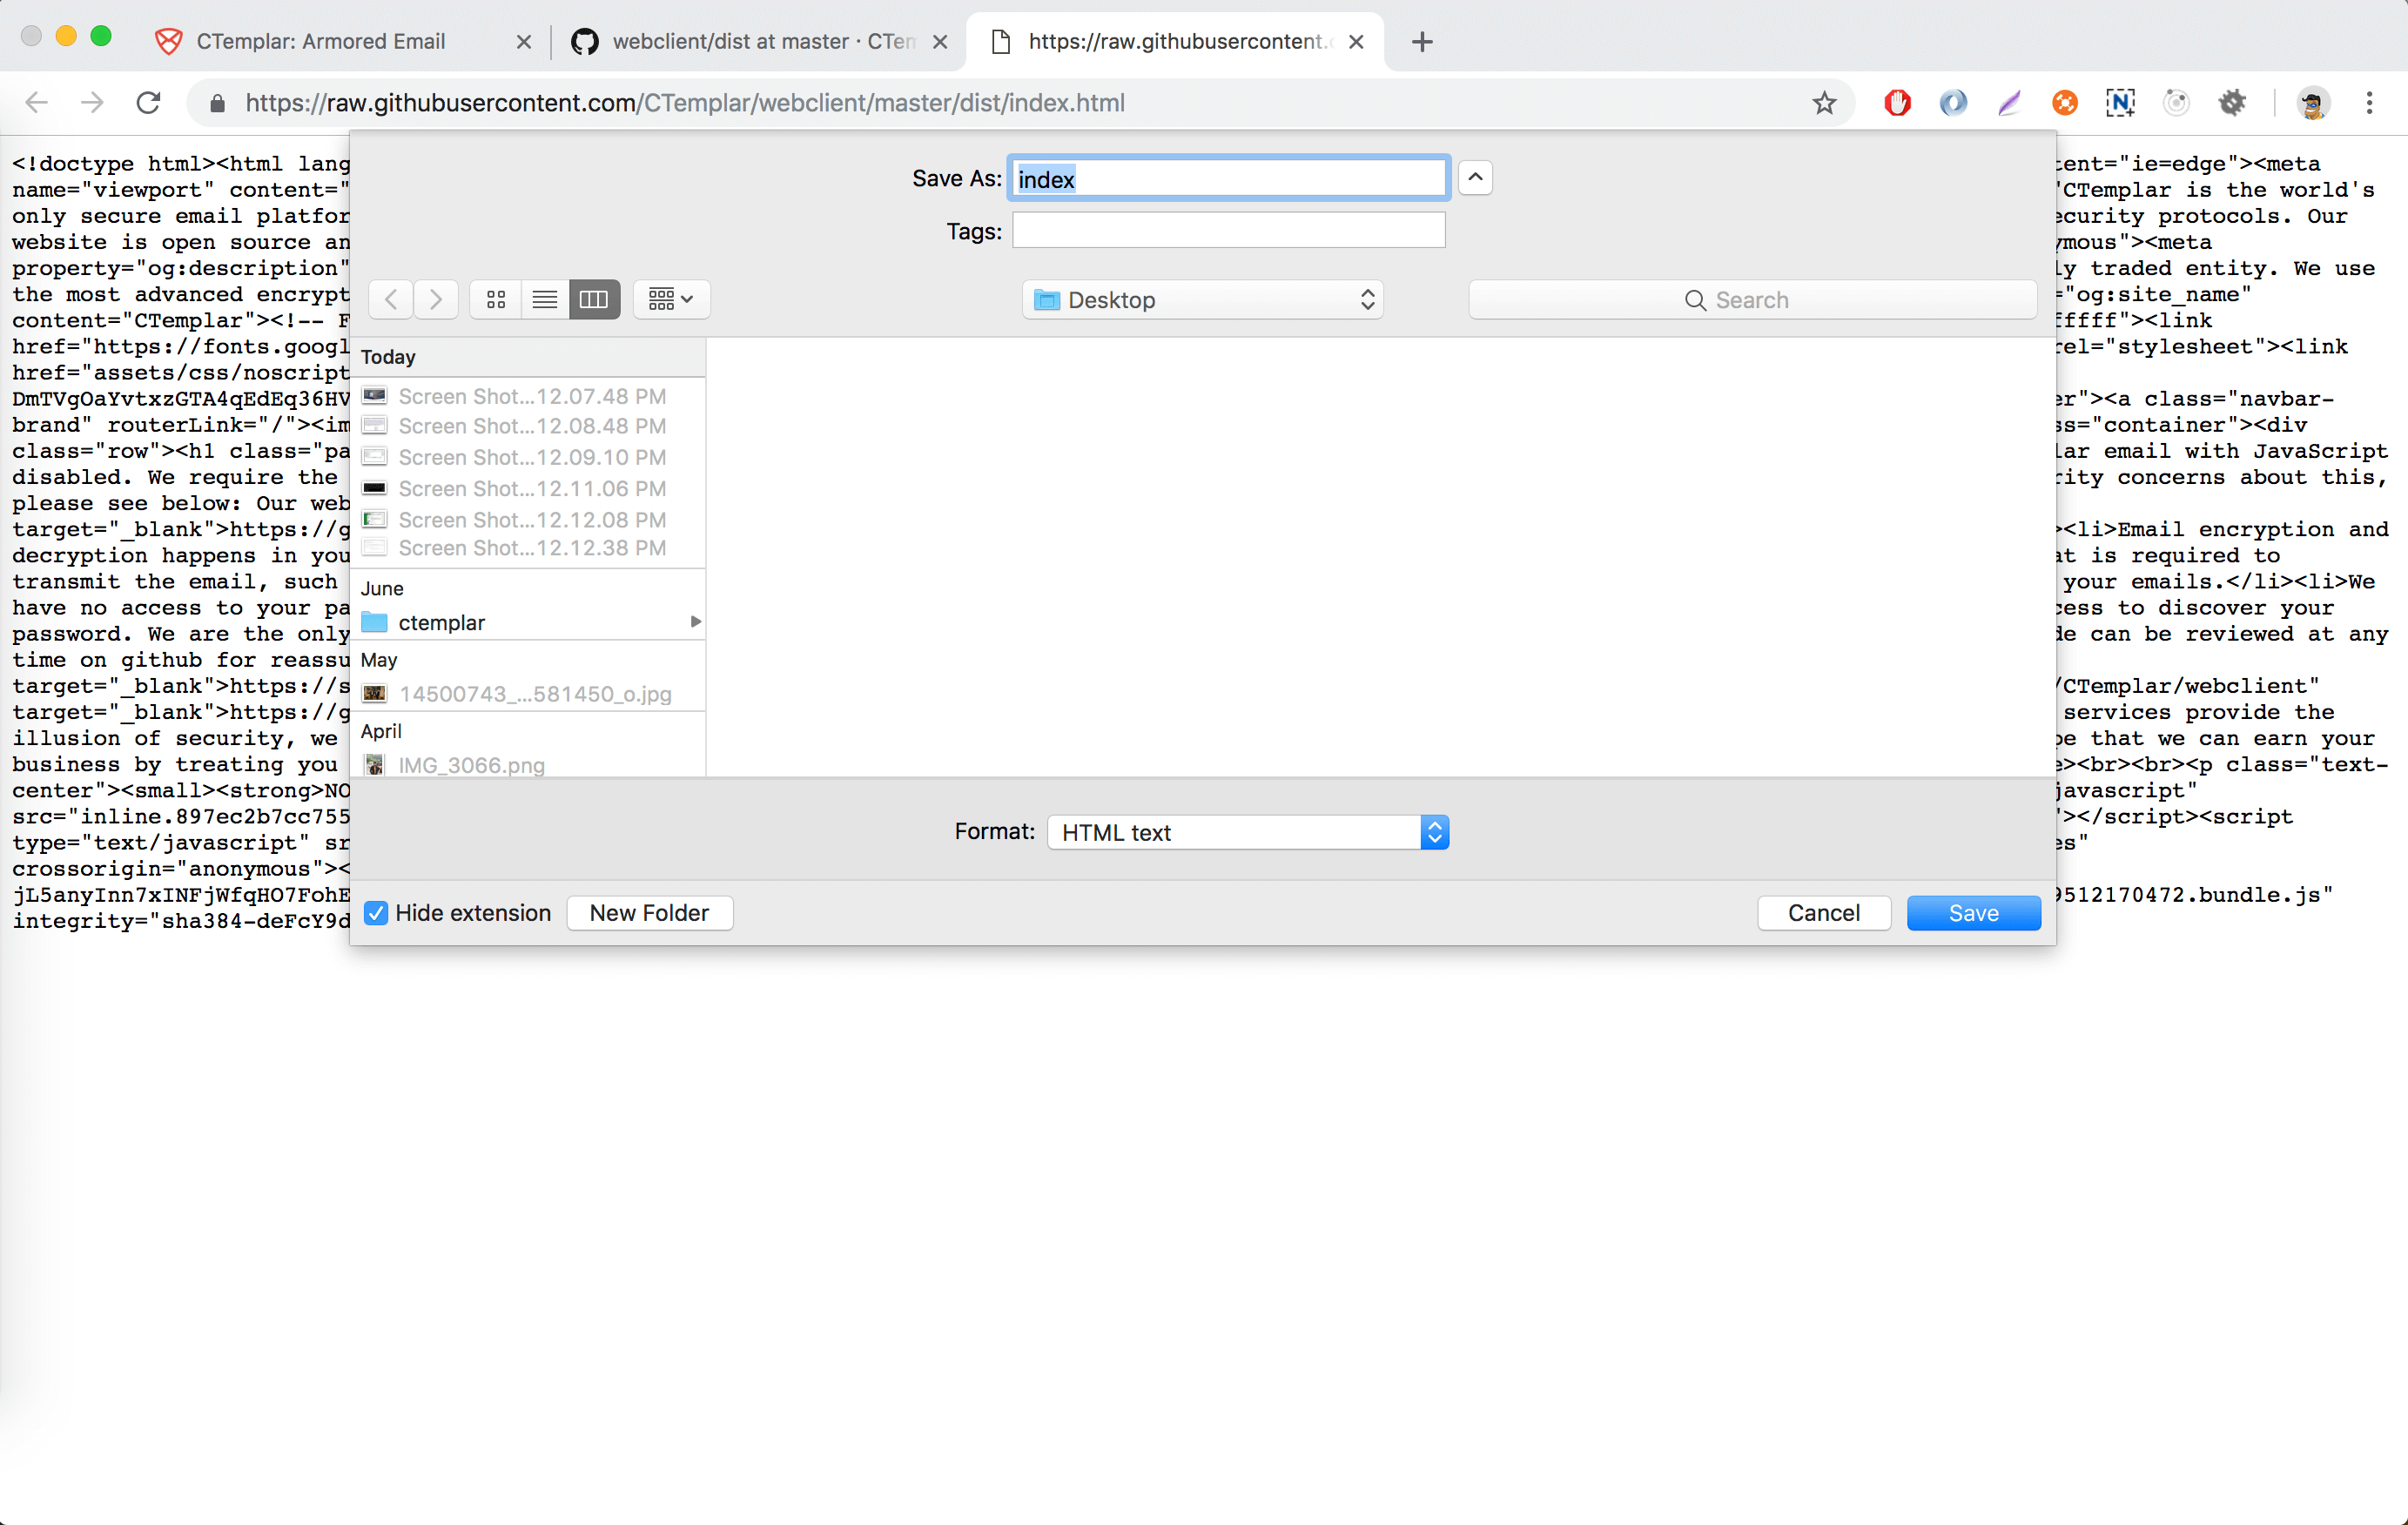 CTemplar: Armored Email
webclient/dist at master · CTem
https://raw.githubusercontent.c
https://raw.githubusercontent.com/CTemplar/webclient/master/dist/index.html
Save As: index
Tags:
Desktop
Search
Today
Screen Shot...12.07.48 PM
Screen Shot...12.08.48 PM
Screen Shot...12.09.10 PM
Screen Shot...12.11.06 PM
Screen Shot...12.12.08 PM
Screen Shot...12.12.38 PM
June
ctemplar
May
14500743_...581450_o.jpg
April
IMG_3066.png
Format: HTML text
Hide extension
New Folder
Cancel
Save
<!doctype html><html lang
name="viewport" content="
only secure email platfor
website is open source an
property="og:description"
the most advanced encrypt
content="CTemplar"><!-- F
href="https://fonts.googl
href="assets/css/noscript
DmTVgOaYvtxzGTA4qEdEq36HV
brand" routerLink="/"><im
class="row"><h1 class="pa
disabled. We require the
please see below: Our web
target="_blank">https://g
decryption happens in you
transmit the email, such
have no access to your pa
password. We are the only
time on github for reassu
target="_blank">https://s
target="_blank">https://g
illusion of security, we
business by treating you
center"><small><strong>NO
src="inline.897ec2b7cc755
type="text/javascript" sr
crossorigin="anonymous"><
jL5anyInn7xINFjWfqHO7FohE
integrity="sha384-deFcY9d
tent="ie=edge"><meta
"CTemplar is the world's
ecurity protocols. Our
ymous"><meta
ly traded entity. We use
="og:site_name"
fffff"><link
rel="stylesheet"><link
er"><a class="navbar-
ss="container"><div
lar email with JavaScript
rity concerns about this,
><li>Email encryption and
at is required to
your emails.</li><li>We
cess to discover your
de can be reviewed at any
/CTemplar/webclient"
services provide the
pe that we can earn your
e><br><br><p class="text-
javascript"
"></script><script
es"
9512170472.bundle.js"